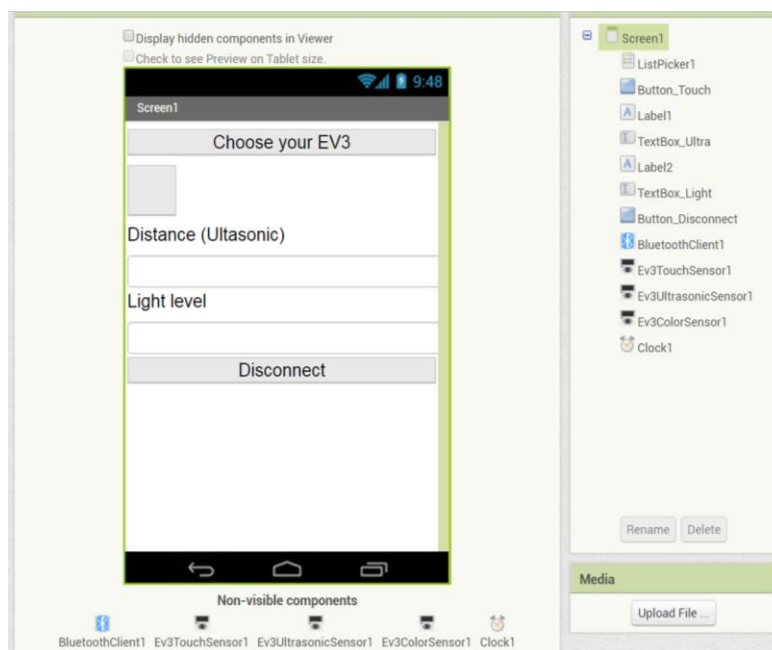 Display hidden components in Viewer
Check to see Preview on Tablet size.
9:48
Screen1
Choose your EV3
Distance (Ultasonic)
Light level
Disconnect
Non-visible components
BluetoothClient1 Ev3TouchSensor1 Ev3UltrasonicSensor1 Ev3ColorSensor1 Clock1
Screen1
ListPicker1
Button_Touch
Label1
TextBox_Ultra
Label2
TextBox_Light
Button_Disconnect
BluetoothClient1
Ev3TouchSensor1
Ev3UltrasonicSensor1
Ev3ColorSensor1
Clock1
Rename Delete
Media
Upload File ...